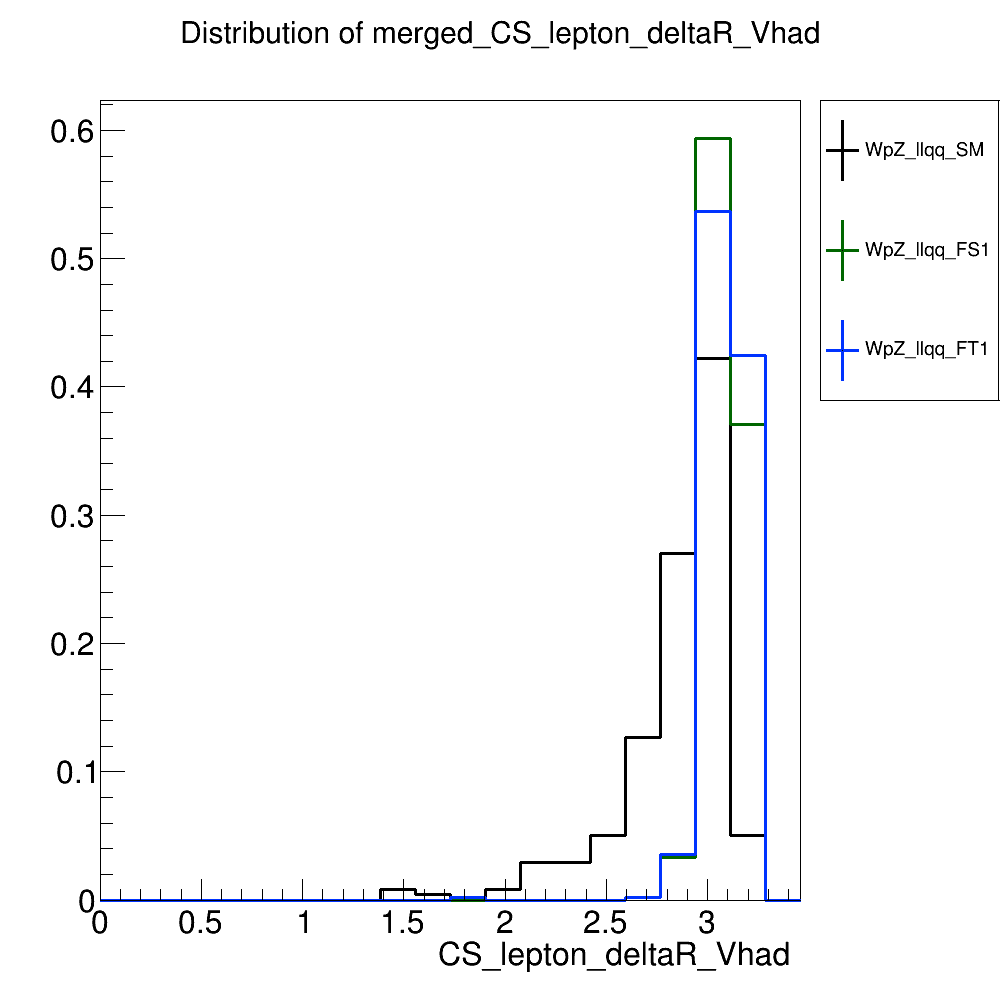 Distribution of merged_CS_lepton_deltaR_Vhad
0.6
0.5
0.4
0.3
0.2
0.1
0
0 0.5 1 1.5 2 2.5 3
CS_lepton_deltaR_Vhad
WpZ_llqq_SM
WpZ_llqq_FS1
WpZ_llqq_FT1